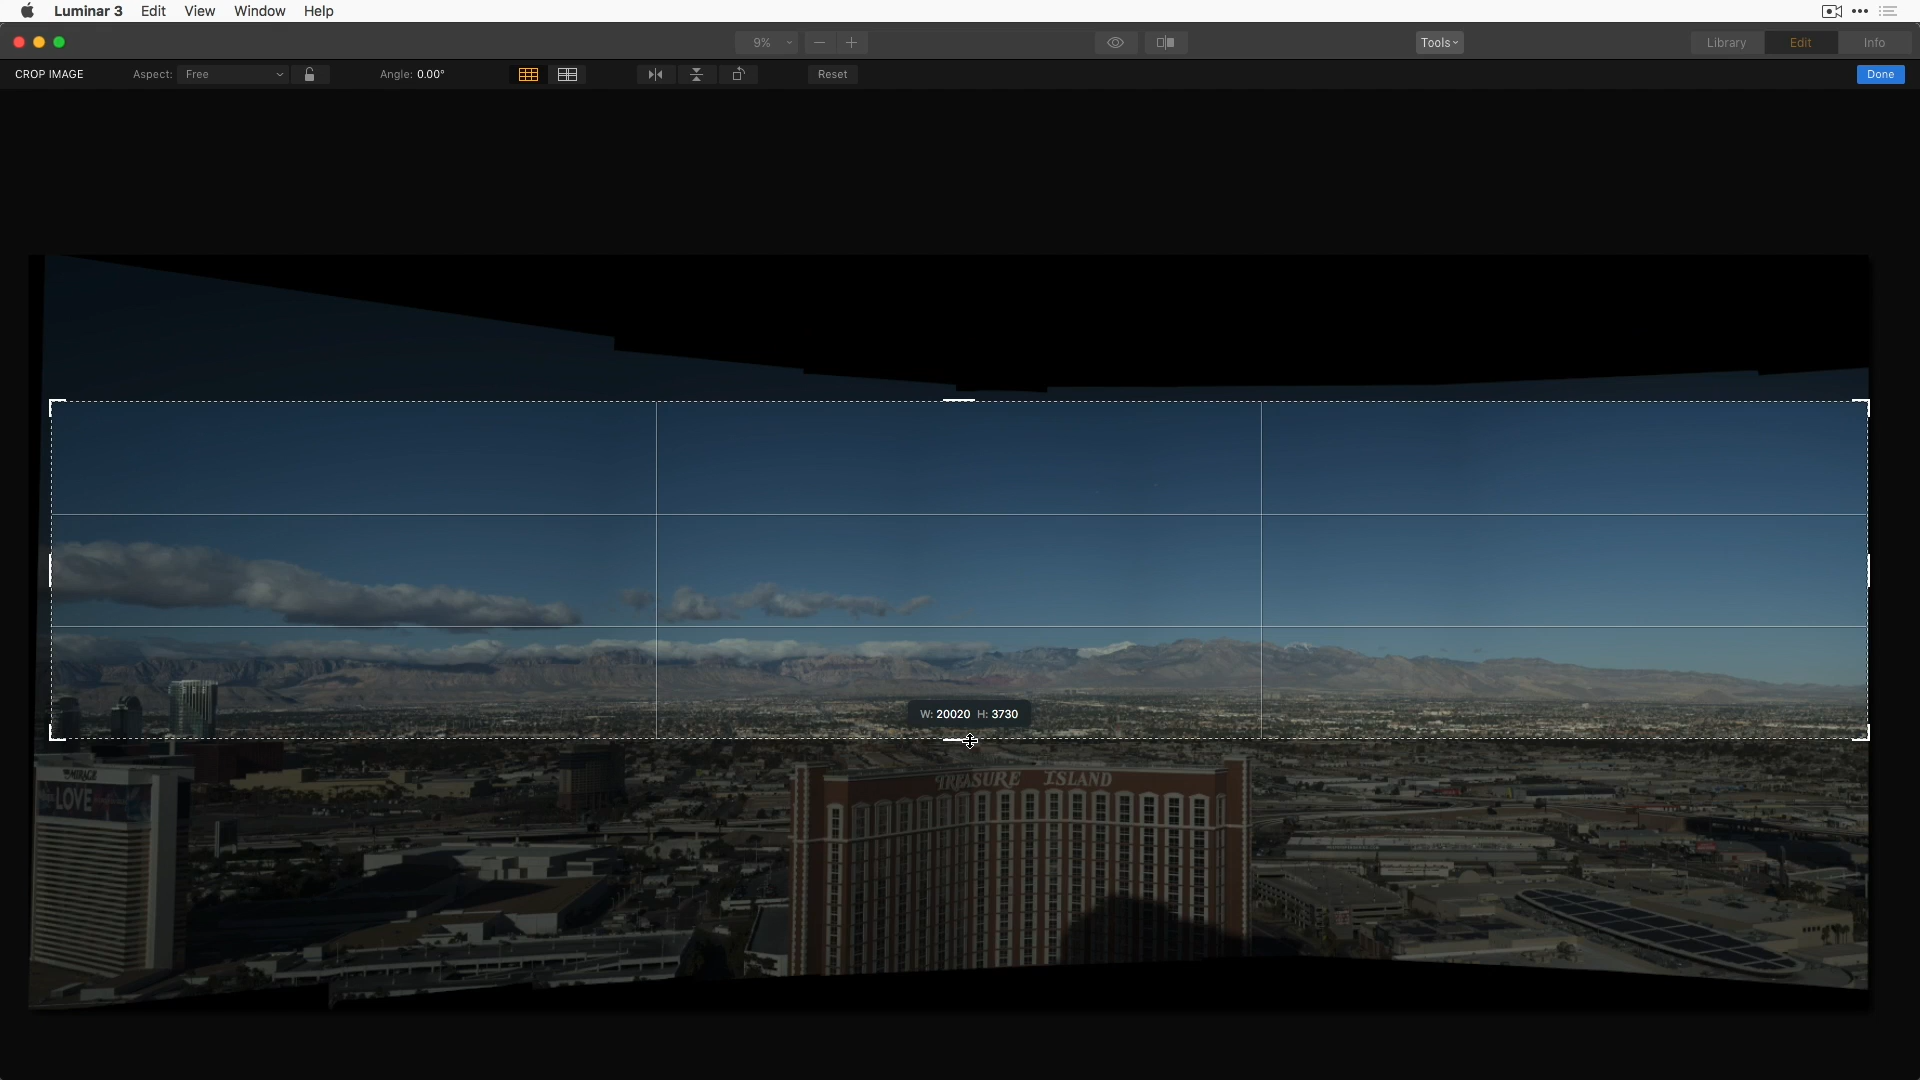 Luminar 3 Edit View Window Help
9% Tools Library Edit Info
CROP IMAGE Aspect: Free Angle: 0.00° Reset Done
W: 20020 H: 3730
MIRAGE
LOVE
TREASURE ISLAND